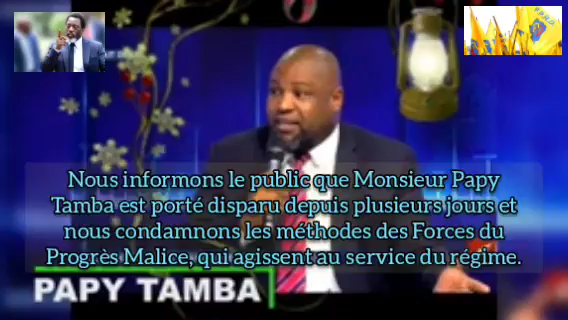 Nous informons le public que Monsieur Papy
Tamba est porté disparu depuis plusieurs jours et
nous condamnons les méthodes des Forces du
Progrès Malice, qui agissent au service du régime.
PAPY TAMBA